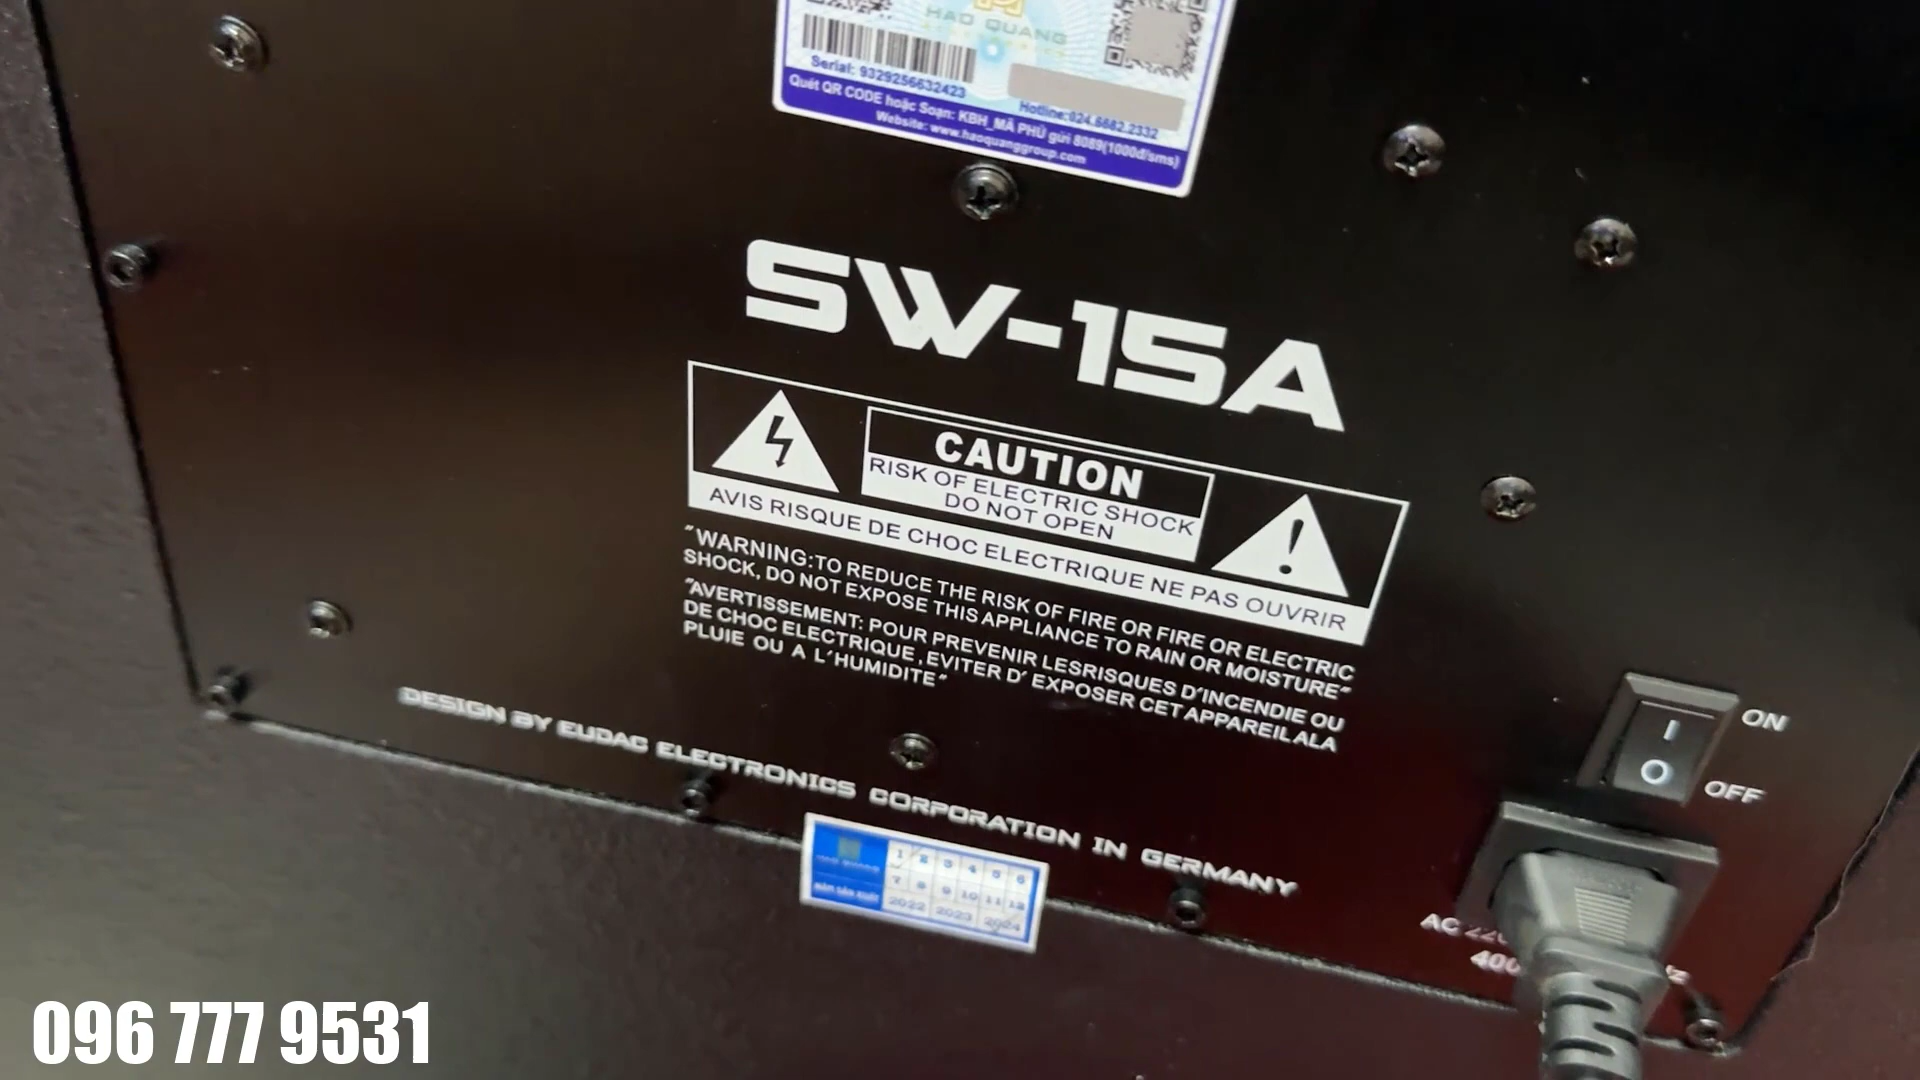 HAO QUANG
Serial: 9329256632423
Hotline:024.6662.2332
Quét QR CODE hoặc Soạn: KBH_MÃ PHỦ gửi 8089(1000đ/sms)
Website: www.haoquanggroup.com
SW-15A
CAUTION
RISK OF ELECTRIC SHOCK
DO NOT OPEN
AVIS RISQUE DE CHOC ELECTRIQUE NE PAS OUVRIR
"WARNING:TO REDUCE THE RISK OF FIRE OR FIRE OR ELECTRIC
SHOCK, DO NOT EXPOSE THIS APPLIANCE TO RAIN OR MOISTURE"
"AVERTISSEMENT: POUR PREVENIR LESRISQUES D'INCENDIE OU
DE CHOC ELECTRIQUE, EVITER D' EXPOSER CET APPAREILALA
PLUIE OU A L'HUMIDITE"
ON
I
O
OFF
DESIGN BY EUDAC ELECTRONICS CORPORATION IN GERMANY
1 2 3 4 5 6
7 8 9 10 11 12
2022 2023 2024
AC
400
096 777 9531